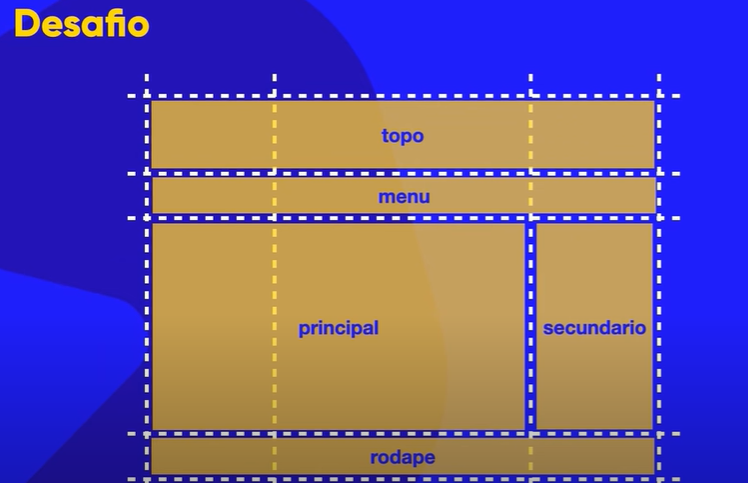 Desafio
topo
menu
principal
secundario
rodape